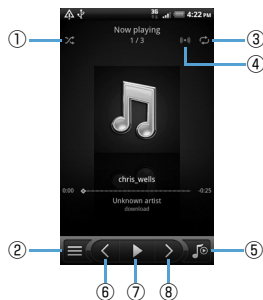 3G 4:22 PM
Now playing
① 1 / 3 ③
④
chris_wells
0:00 -0:25
Unknown artist
download
② ⑤
⑥ ⑦ ⑧